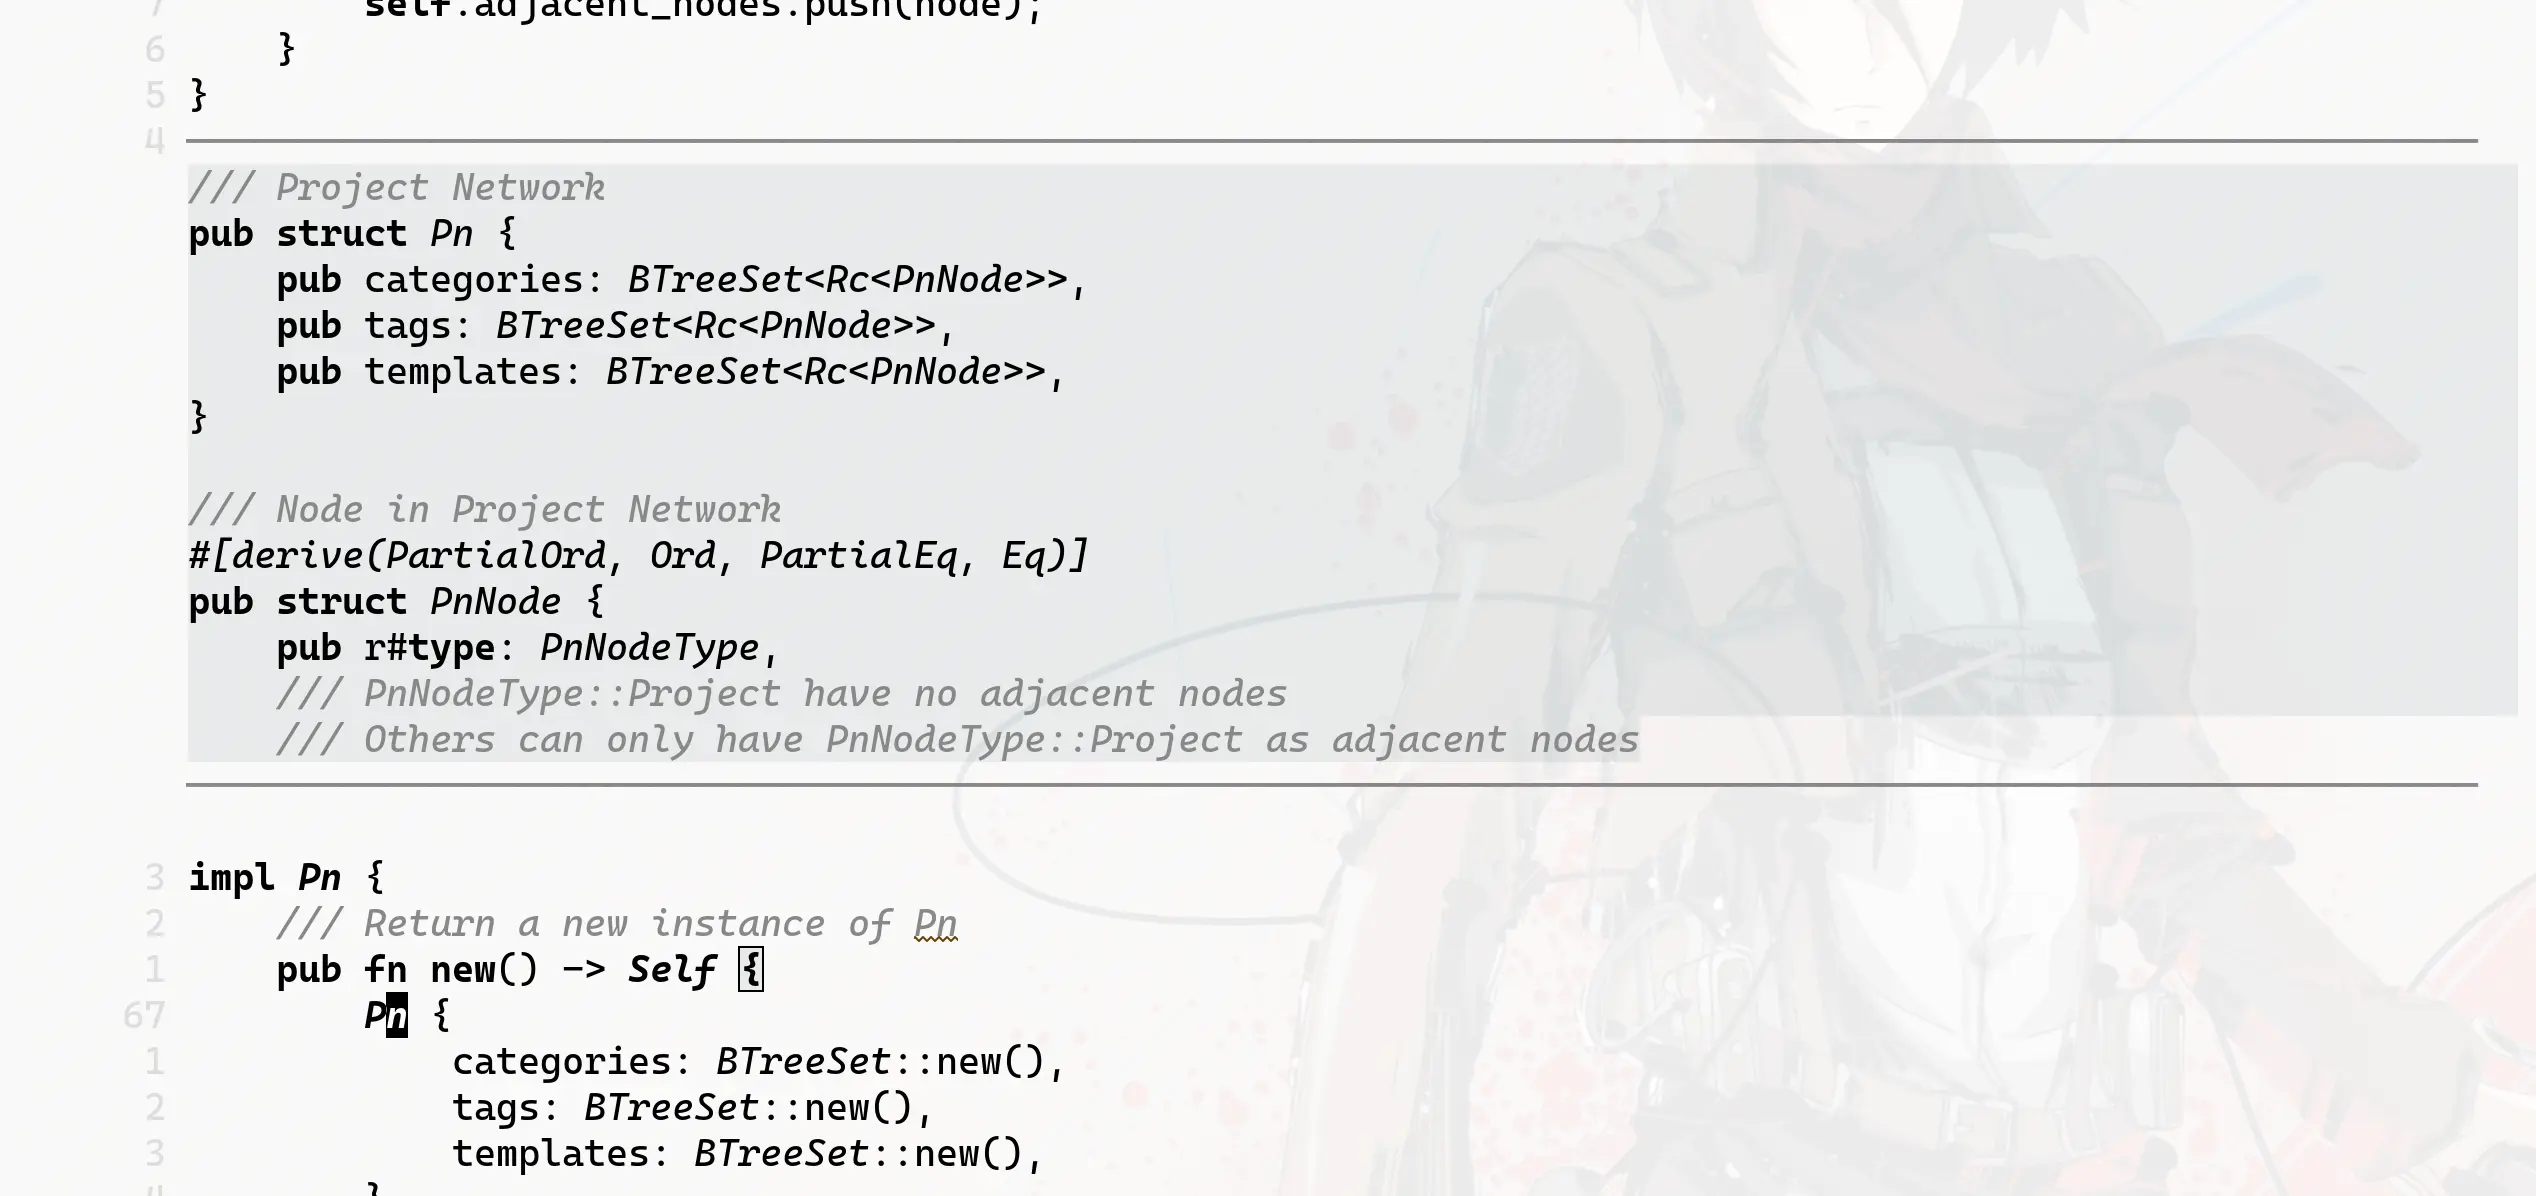 7 self.adjacent_nodes.push(node);
6 }
5 }
4
/// Project Network
pub struct Pn {
pub categories: BTreeSet<Rc<PnNode>>,
pub tags: BTreeSet<Rc<PnNode>>,
pub templates: BTreeSet<Rc<PnNode>>,
}
/// Node in Project Network
#[derive(PartialOrd, Ord, PartialEq, Eq)]
pub struct PnNode {
pub r#type: PnNodeType,
/// PnNodeType::Project have no adjacent nodes
/// Others can only have PnNodeType::Project as adjacent nodes
3 impl Pn {
2 /// Return a new instance of Pn
1 pub fn new() -> Self {
67 Pn {
1 categories: BTreeSet::new(),
2 tags: BTreeSet::new(),
3 templates: BTreeSet::new(),
4 }